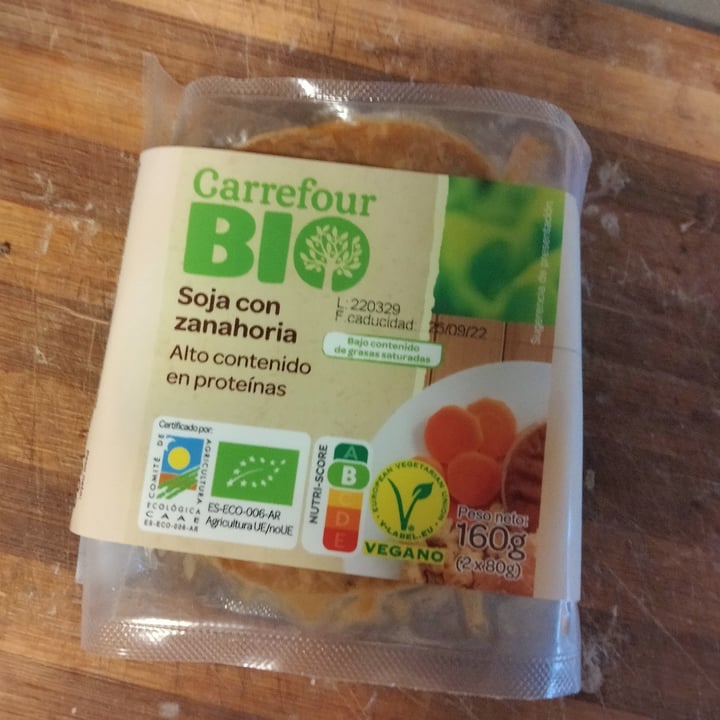 Carrefour
BIO
Soja con
zanahoria
Alto contenido
en proteínas
L: 220329
F. caducidad: 25/09/22
Bajo contenido
de grasas saturadas
Sugerencia de presentación
Certificado por:
COMITÉ DE
AGRICULTURA
ECOLÓGICA
CAAE
ES-ECO-006-AR
ES-ECO-006-AR
Agricultura UE/noUE
NUTRI-SCORE
A
B
C
D
E
EUROPEAN VEGETARIAN UNION
V-LABEL.EU
VEGANO
Peso neto:
160g
(2 x 80g)